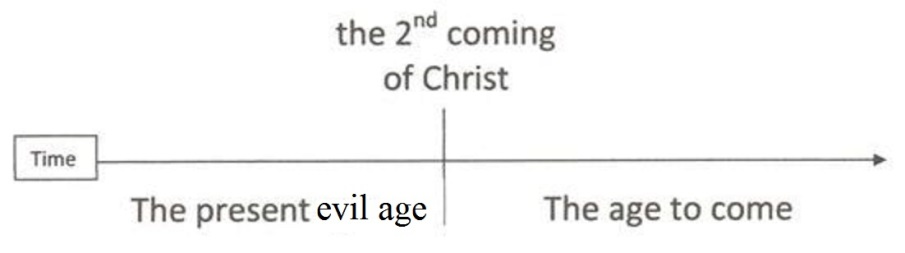 the 2nd coming
of Christ
Time
The present evil age
The age to come